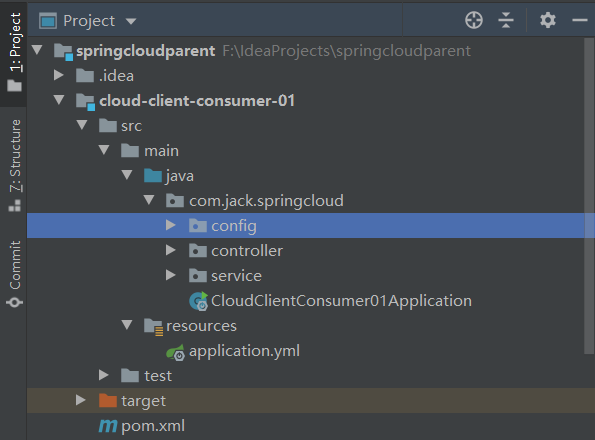 Project
1: Project
7: Structure
Commit
springcloudparent F:\IdeaProjects\springcloudparent
.idea
cloud-client-consumer-01
src
main
java
com.jack.springcloud
config
controller
service
CloudClientConsumer01Application
resources
application.yml
test
target
pom.xml